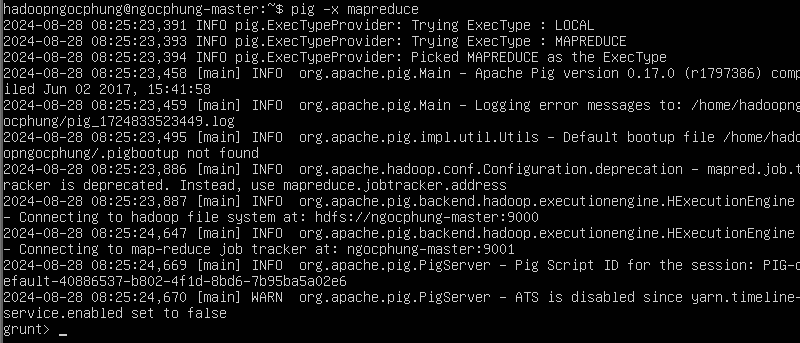 hadoopngocphung@ngocphung-master:~$ pig -x mapreduce
2024-08-28 08:25:23,391 INFO pig.ExecTypeProvider: Trying ExecType : LOCAL
2024-08-28 08:25:23,393 INFO pig.ExecTypeProvider: Trying ExecType : MAPREDUCE
2024-08-28 08:25:23,394 INFO pig.ExecTypeProvider: Picked MAPREDUCE as the ExecType
2024-08-28 08:25:23,458 [main] INFO  org.apache.pig.Main - Apache Pig version 0.17.0 (r1797386) comp
iled Jun 02 2017, 15:41:58
2024-08-28 08:25:23,459 [main] INFO  org.apache.pig.Main - Logging error messages to: /home/hadoopng
ocphung/pig_1724833523449.log
2024-08-28 08:25:23,495 [main] INFO  org.apache.pig.impl.util.Utils - Default bootup file /home/hado
opngocphung/.pigbootup not found
2024-08-28 08:25:23,886 [main] INFO  org.apache.hadoop.conf.Configuration.deprecation - mapred.job.t
racker is deprecated. Instead, use mapreduce.jobtracker.address
2024-08-28 08:25:23,887 [main] INFO  org.apache.pig.backend.hadoop.executionengine.HExecutionEngine
- Connecting to hadoop file system at: hdfs://ngocphung-master:9000
2024-08-28 08:25:24,647 [main] INFO  org.apache.pig.backend.hadoop.executionengine.HExecutionEngine
- Connecting to map-reduce job tracker at: ngocphung-master:9001
2024-08-28 08:25:24,669 [main] INFO  org.apache.pig.PigServer - Pig Script ID for the session: PIG-d
efault-40886537-b802-4f1d-8bd6-7b95ba5a02e6
2024-08-28 08:25:24,670 [main] WARN  org.apache.pig.PigServer - ATS is disabled since yarn.timeline-
service.enabled set to false
grunt> _